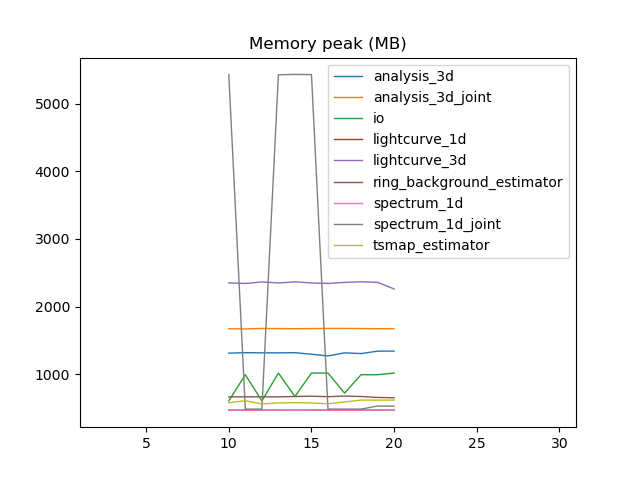 Memory peak (MB)
analysis_3d
analysis_3d_joint
io
lightcurve_1d
lightcurve_3d
ring_background_estimator
spectrum_1d
spectrum_1d_joint
tsmap_estimator
5000
4000
3000
2000
1000
5 10 15 20 25 30